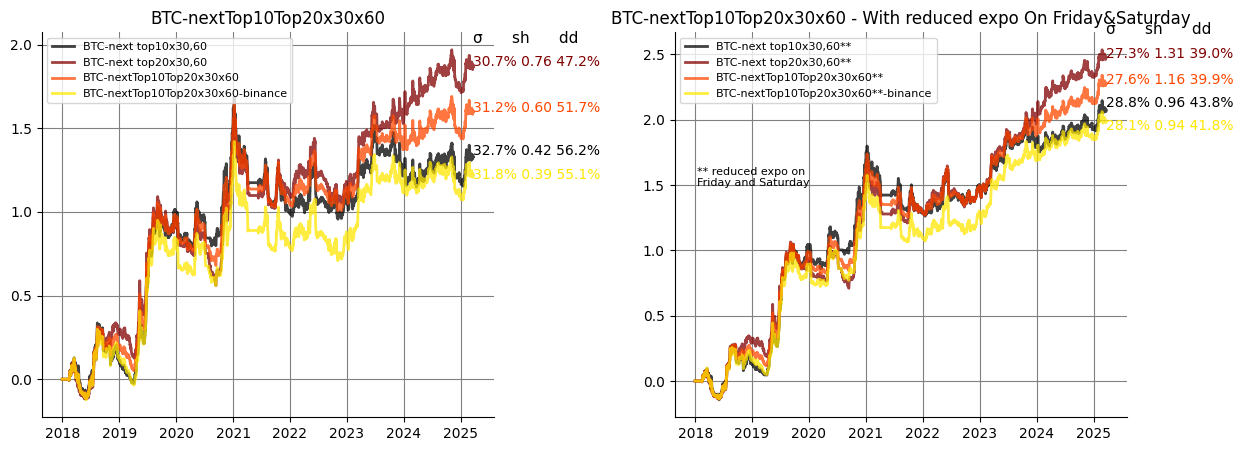 BTC-nextTop10Top20x30x60
σ sh dd
BTC-next top10x30,60
BTC-next top20x30,60
BTC-nextTop10Top20x30x60
BTC-nextTop10Top20x30x60-binance
30.7% 0.76 47.2%
31.2% 0.60 51.7%
32.7% 0.42 56.2%
31.8% 0.39 55.1%
2.0
1.5
1.0
0.5
0.0
2018 2019 2020 2021 2022 2023 2024 2025
BTC-nextTop10Top20x30x60 - With reduced expo On Friday&Saturday
σ sh dd
BTC-next top10x30,60**
BTC-next top20x30,60**
BTC-nextTop10Top20x30x60**
BTC-nextTop10Top20x30x60**-binance
27.3% 1.31 39.0%
27.6% 1.16 39.9%
28.8% 0.96 43.8%
28.1% 0.94 41.8%
** reduced expo on
Friday and Saturday
2.5
2.0
1.5
1.0
0.5
0.0
2018 2019 2020 2021 2022 2023 2024 2025